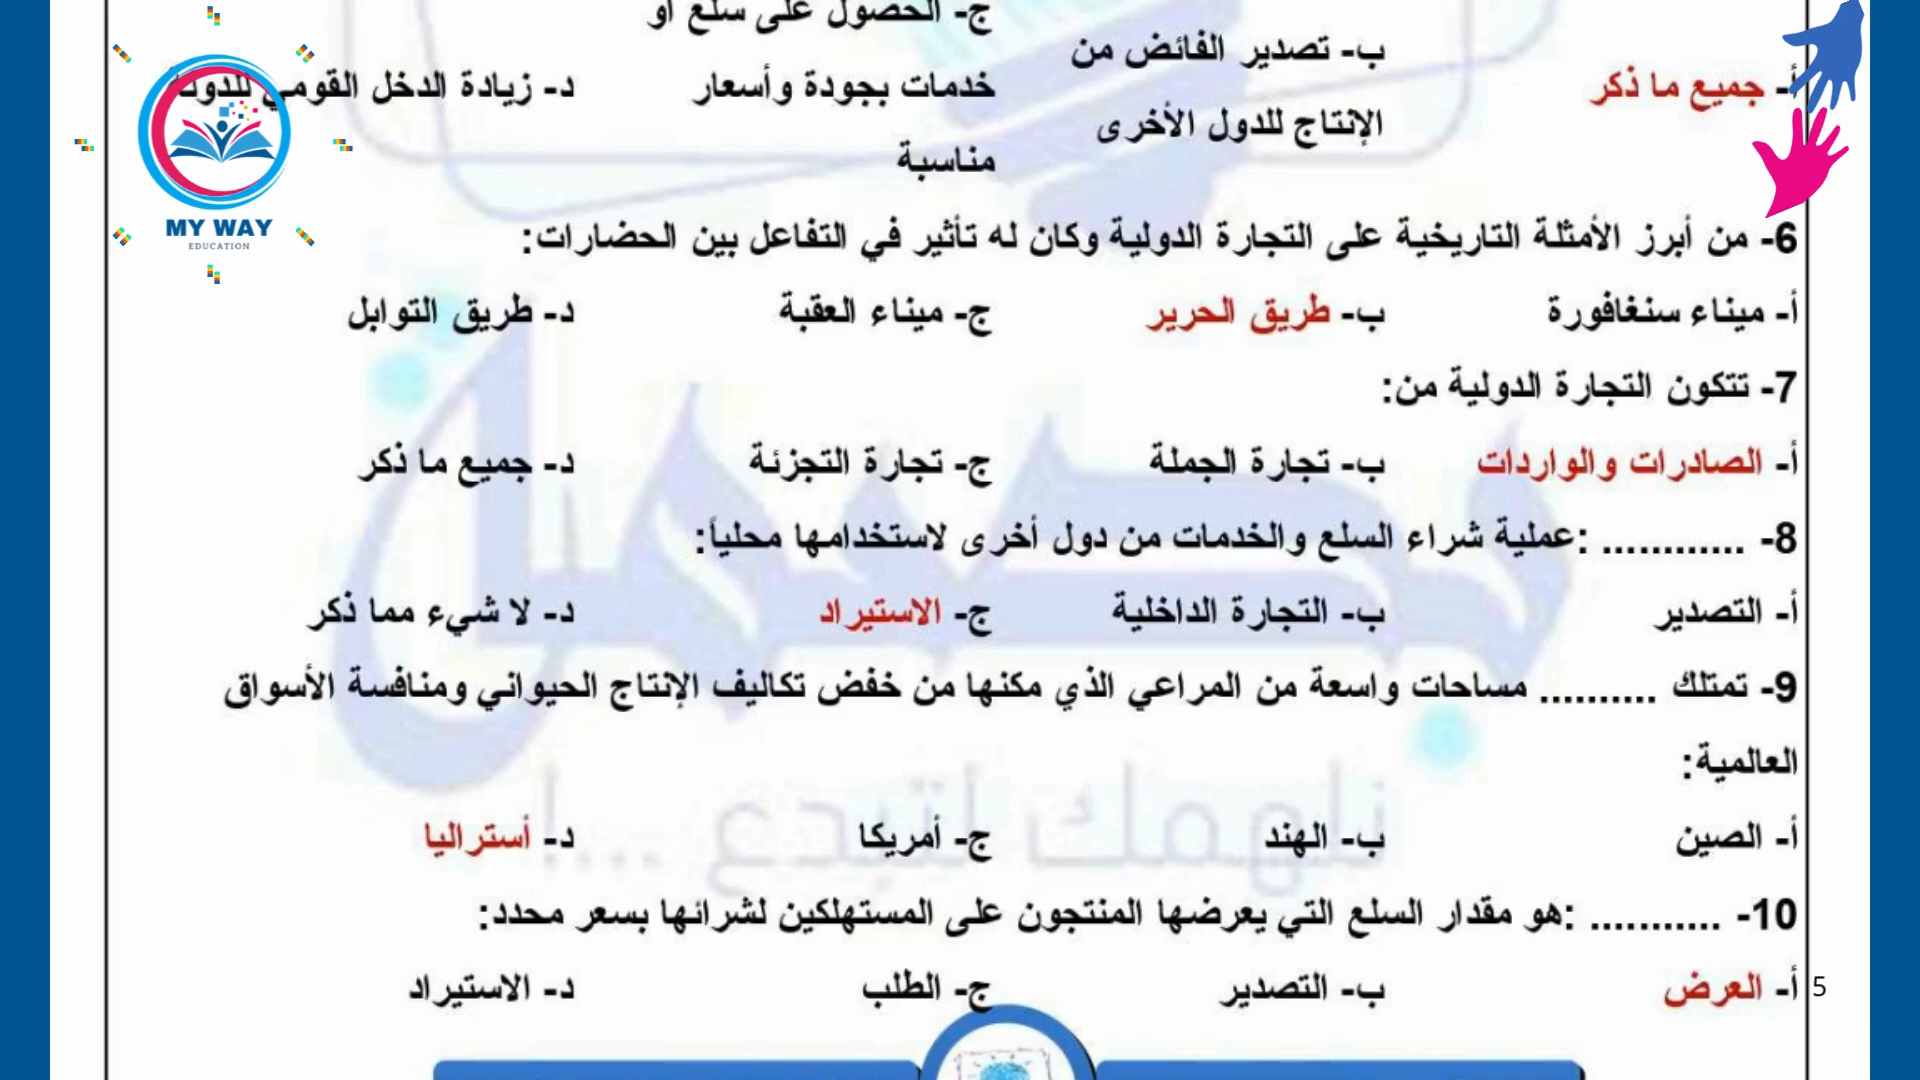 ج- الحصول على سلع أو
أ- جميع ما ذكر ب- تصدير الفائض من خدمات بجودة وأسعار د- زيادة الدخل القومي للدولة
الإنتاج للدول الأخرى مناسبة
6- من أبرز الأمثلة التاريخية على التجارة الدولية وكان له تأثير في التفاعل بين الحضارات:
أ- ميناء سنغافورة ب- طريق الحرير ج- ميناء العقبة د- طريق التوابل
7- تتكون التجارة الدولية من:
أ- الصادرات والواردات ب- تجارة الجملة ج- تجارة التجزئة د- جميع ما ذكر
8- ............ :عملية شراء السلع والخدمات من دول أخرى لاستخدامها محلياً:
أ- التصدير ب- التجارة الداخلية ج- الاستيراد د- لا شيء مما ذكر
9- تمتلك .......... مساحات واسعة من المراعي الذي مكنها من خفض تكاليف الإنتاج الحيواني ومنافسة الأسواق
العالمية:
أ- الصين ب- الهند ج- أمريكا د- أستراليا
10- ........... :هو مقدار السلع التي يعرضها المنتجون على المستهلكين لشرائها بسعر محدد:
أ- العرض ب- التصدير ج- الطلب د- الاستيراد
5
MY WAY
EDUCATION
نلهمك لتبدع ...!